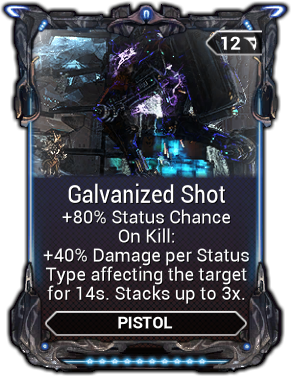 12
Galvanized Shot
+80% Status Chance
On Kill:
+40% Damage per Status
Type affecting the target
for 14s. Stacks up to 3x.
PISTOL